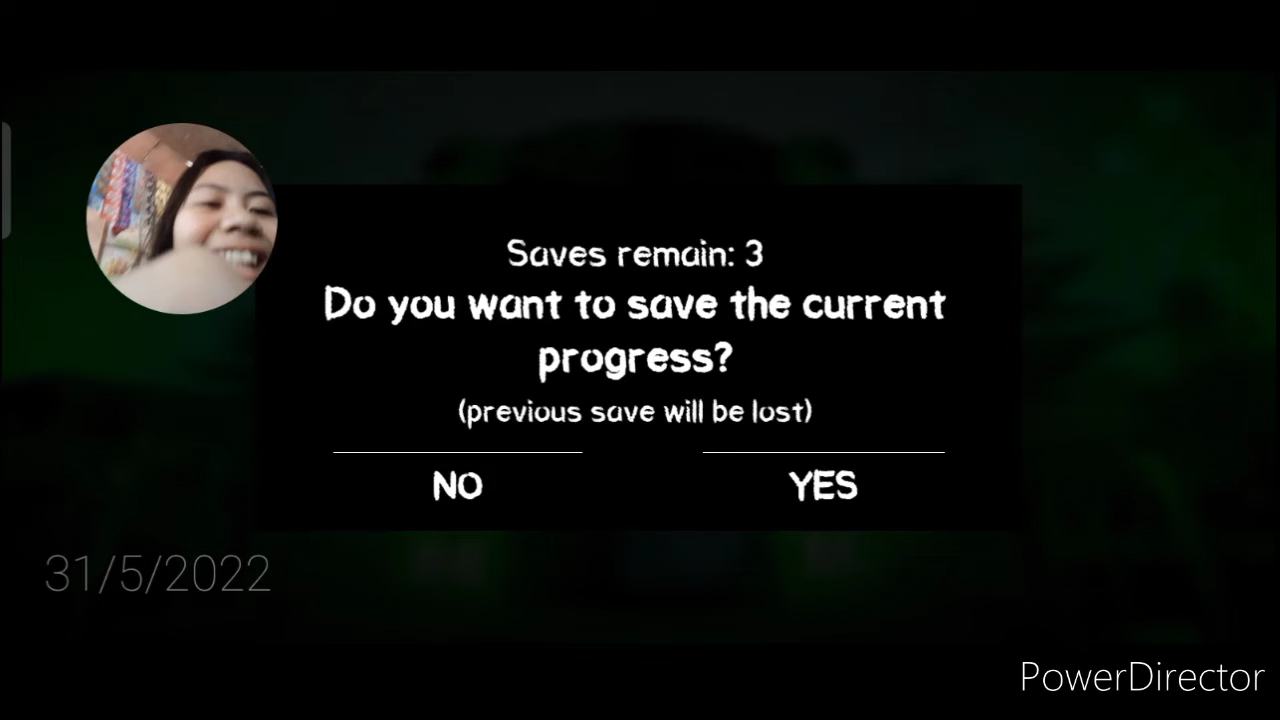 Saves remain: 3
Do you want to save the current
progress?
(previous save will be lost)
NO
YES
31/5/2022
PowerDirector